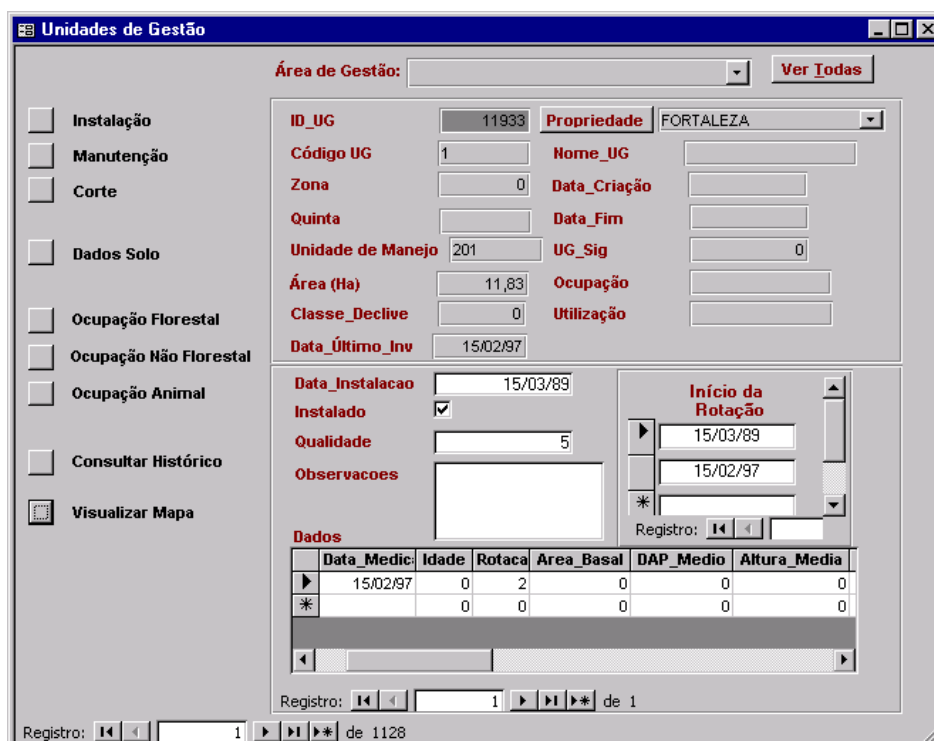 Unidades de Gestão
Área de Gestão: Ver Todas
Instalação
Manutenção
Corte
Dados Solo
Ocupação Florestal
Ocupação Não Florestal
Ocupação Animal
Consultar Histórico
Visualizar Mapa
ID_UG 11933 Propriedade FORTALEZA
Código UG 1 Nome_UG
Zona 0 Data_Criação
Quinta Data_Fim
Unidade de Manejo 201 UG_Sig 0
Área (Ha) 11,83 Ocupação
Classe_Declive 0 Utilização
Data_Último_Inv 15/02/97
Data_Instalacao 15/03/89
Instalado
Qualidade 5
Observacoes
Início da
Rotação
15/03/89
15/02/97
Registro:
Dados
Data_Medic Idade Rotaca Area_Basal DAP_Medio Altura_Media
15/02/97 0 2 0 0 0
0 0 0 0 0
Registro: 1 de 1
Registro: 1 de 1128